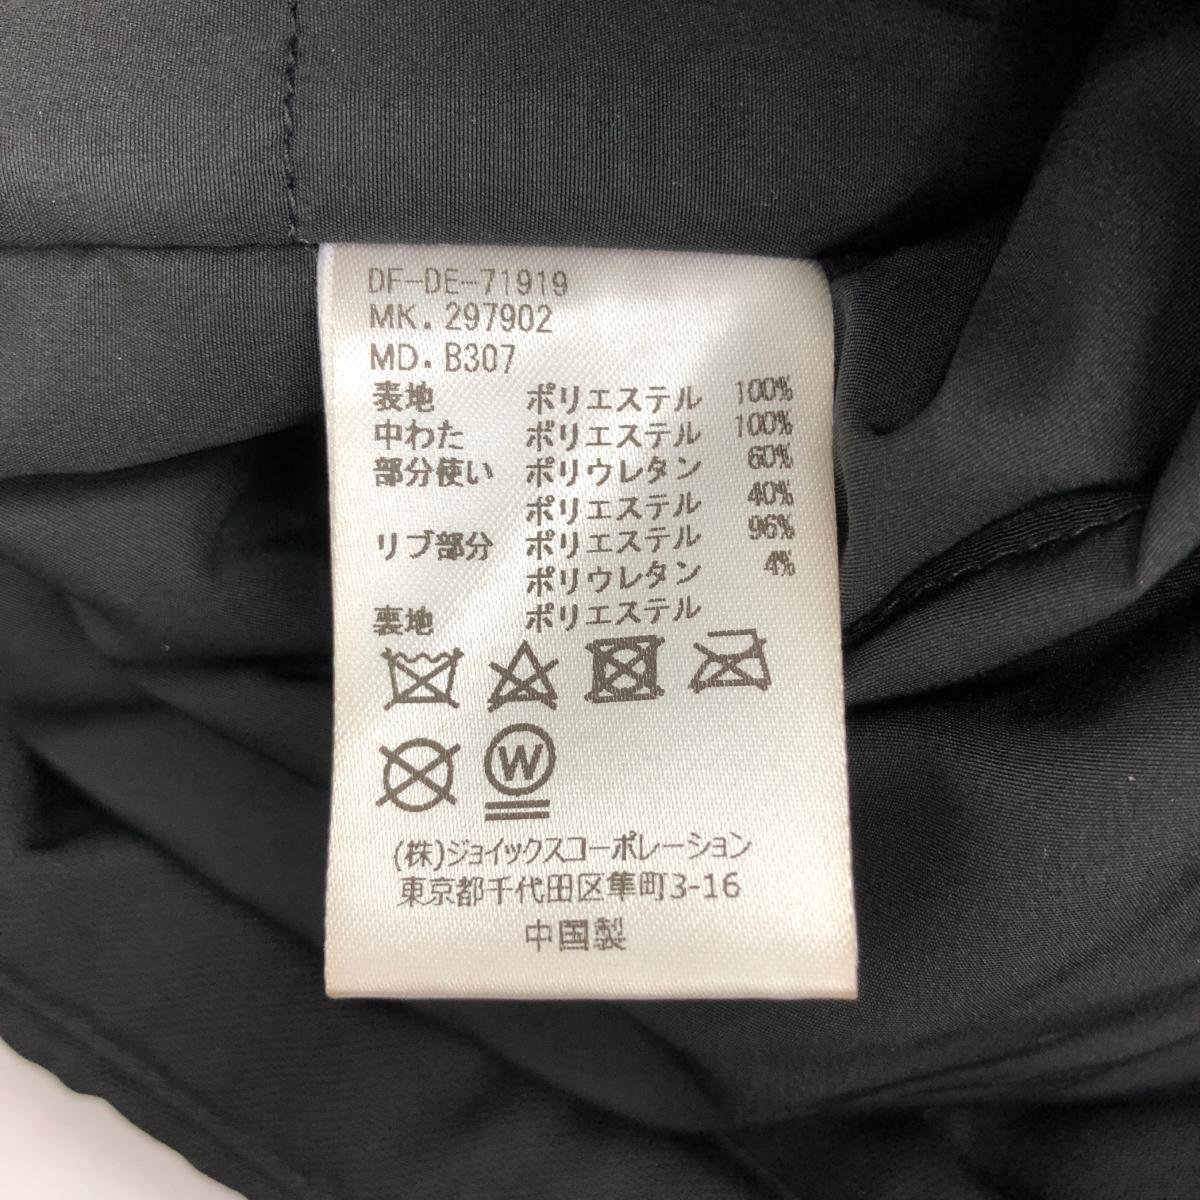 DF-DE-71919
MK. 297902
MD. B307
表地 ポリエステル 100%
中わた ポリエステル 100%
部分使い ポリウレタン 60%
ポリエステル 40%
リブ部分 ポリエステル 96%
ポリウレタン 4%
裏地 ポリエステル
W
(株)ジョイックスコーポレーション
東京都千代田区隼町3-16
中国製